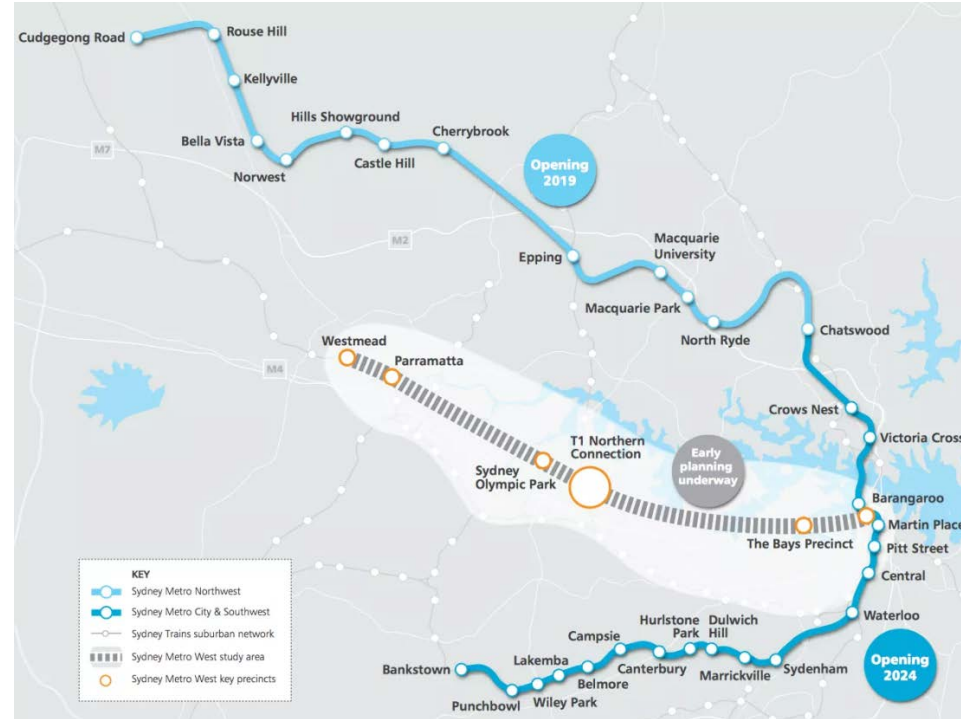 Cudgegong Road
Rouse Hill
Kellyville
Bella Vista
Norwest
Hills Showground
Castle Hill
Cherrybrook
Opening
2019
M7
M2
Epping
Macquarie
University
Macquarie Park
North Ryde
Chatswood
Westmead
Parramatta
M4
Crows Nest
Victoria Cross
T1 Northern
Connection
Early
planning
underway
Sydney
Olympic Park
Barangaroo
Martin Place
The Bays Precinct
Pitt Street
Central
Waterloo
KEY
Sydney Metro Northwest
Sydney Metro City & Southwest
Sydney Trains suburban network
Sydney Metro West study area
Sydney Metro West key precincts
Bankstown
Punchbowl
Lakemba
Wiley Park
Campsie
Belmore
Hurlstone
Park
Canterbury
Dulwich
Hill
Marrickville
Sydenham
Opening
2024